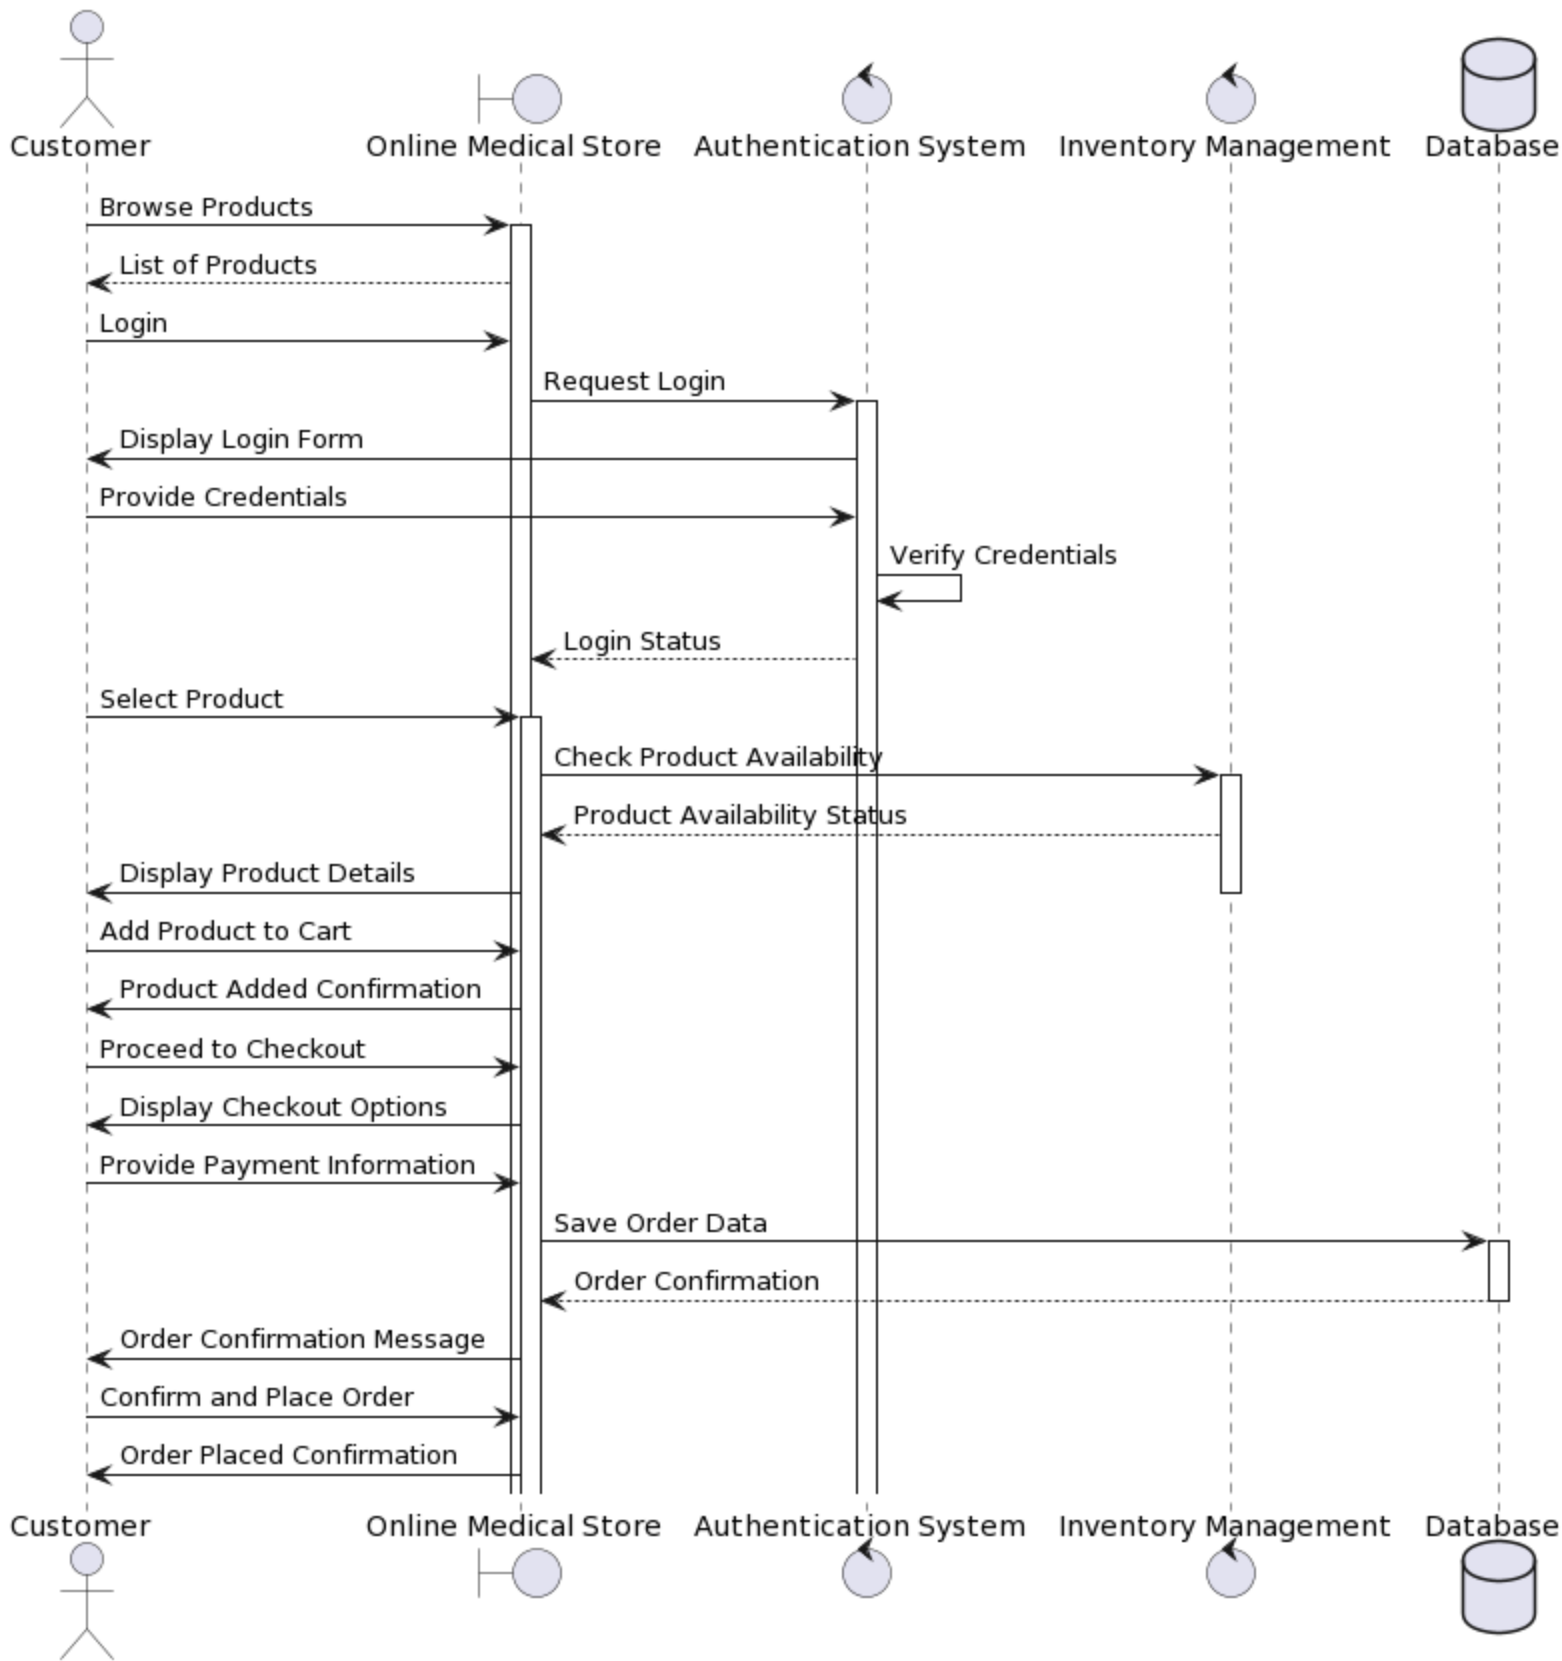 Customer
Online Medical Store
Authentication System
Inventory Management
Database
Browse Products
List of Products
Login
Request Login
Display Login Form
Provide Credentials
Verify Credentials
Login Status
Select Product
Check Product Availability
Product Availability Status
Display Product Details
Add Product to Cart
Product Added Confirmation
Proceed to Checkout
Display Checkout Options
Provide Payment Information
Save Order Data
Order Confirmation
Order Confirmation Message
Confirm and Place Order
Order Placed Confirmation
Customer
Online Medical Store
Authentication System
Inventory Management
Database